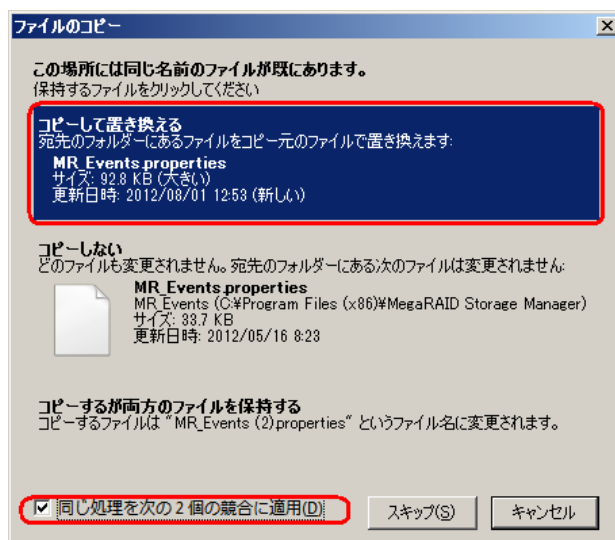 ファイルのコピー
この場所には同じ名前のファイルが既にあります。
保持するファイルをクリックしてください
コピーして置き換える
宛先のフォルダーにあるファイルをコピー元のファイルで置き換えます:
MR_Events.properties
サイズ: 92.8 KB (大きい)
更新日時: 2012/08/01 12:53 (新しい)
コピーしない
どのファイルも変更されません。宛先のフォルダーにある次のファイルは変更されません:
MR_Events.properties
MR_Events (C:¥Program Files (x86)¥MegaRAID Storage Manager)
サイズ: 33.7 KB
更新日時: 2012/05/16 8:23
コピーするが両方のファイルを保持する
コピーするファイルは "MR_Events (2).properties" というファイル名に変更されます。
同じ処理を次の 2 個の競合に適用(D)
スキップ(S)
キャンセル